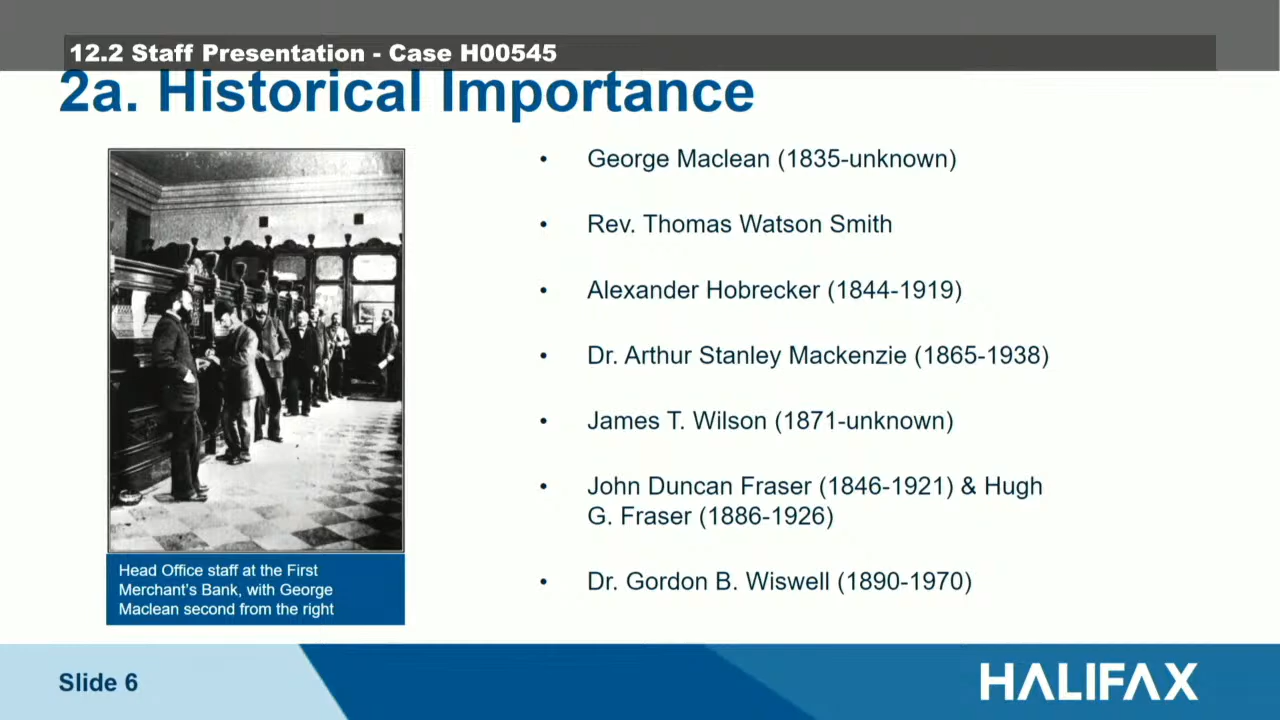 12.2 Staff Presentation - Case H00545
2a. Historical Importance
• George Maclean (1835-unknown)
• Rev. Thomas Watson Smith
• Alexander Hobrecker (1844-1919)
• Dr. Arthur Stanley Mackenzie (1865-1938)
• James T. Wilson (1871-unknown)
• John Duncan Fraser (1846-1921) & Hugh
G. Fraser (1886-1926)
• Dr. Gordon B. Wiswell (1890-1970)
Head Office staff at the First
Merchant's Bank, with George
Maclean second from the right
Slide 6
HALIFAX